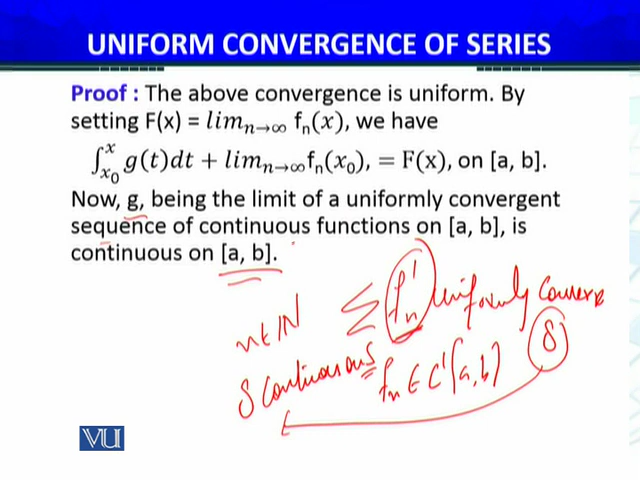 UNIFORM CONVERGENCE OF SERIES
Proof : The above convergence is uniform. By
setting F(x) = lim_{n→∞} f_n(x), we have
∫_{x_0}^{x} g(t)dt + lim_{n→∞}f_n(x_0), = F(x), on [a, b].
Now, g, being the limit of a uniformly convergent
sequence of continuous functions on [a, b], is
continuous on [a, b].
n∈ℕ Σ f_n' uniformly
continuous f_n ∈ C'[a,b]
VU